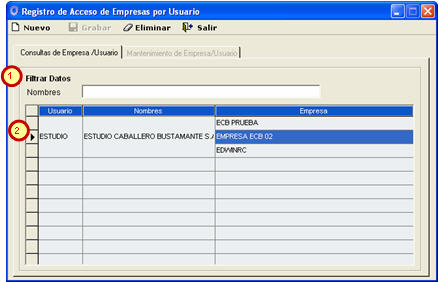 Registro de Acceso de Empresas por Usuario
Nuevo Grabar Eliminar Salir
Consultas de Empresa /Usuario Mantenimiento de Empresa/Usuario
1
Filtrar Datos
Nombres
Usuario Nombres Empresa
ECB PRUEBA
2 ESTUDIO ESTUDIO CABALLERO BUSTAMANTE S.A EMPRESA ECB 02
EDWINRC